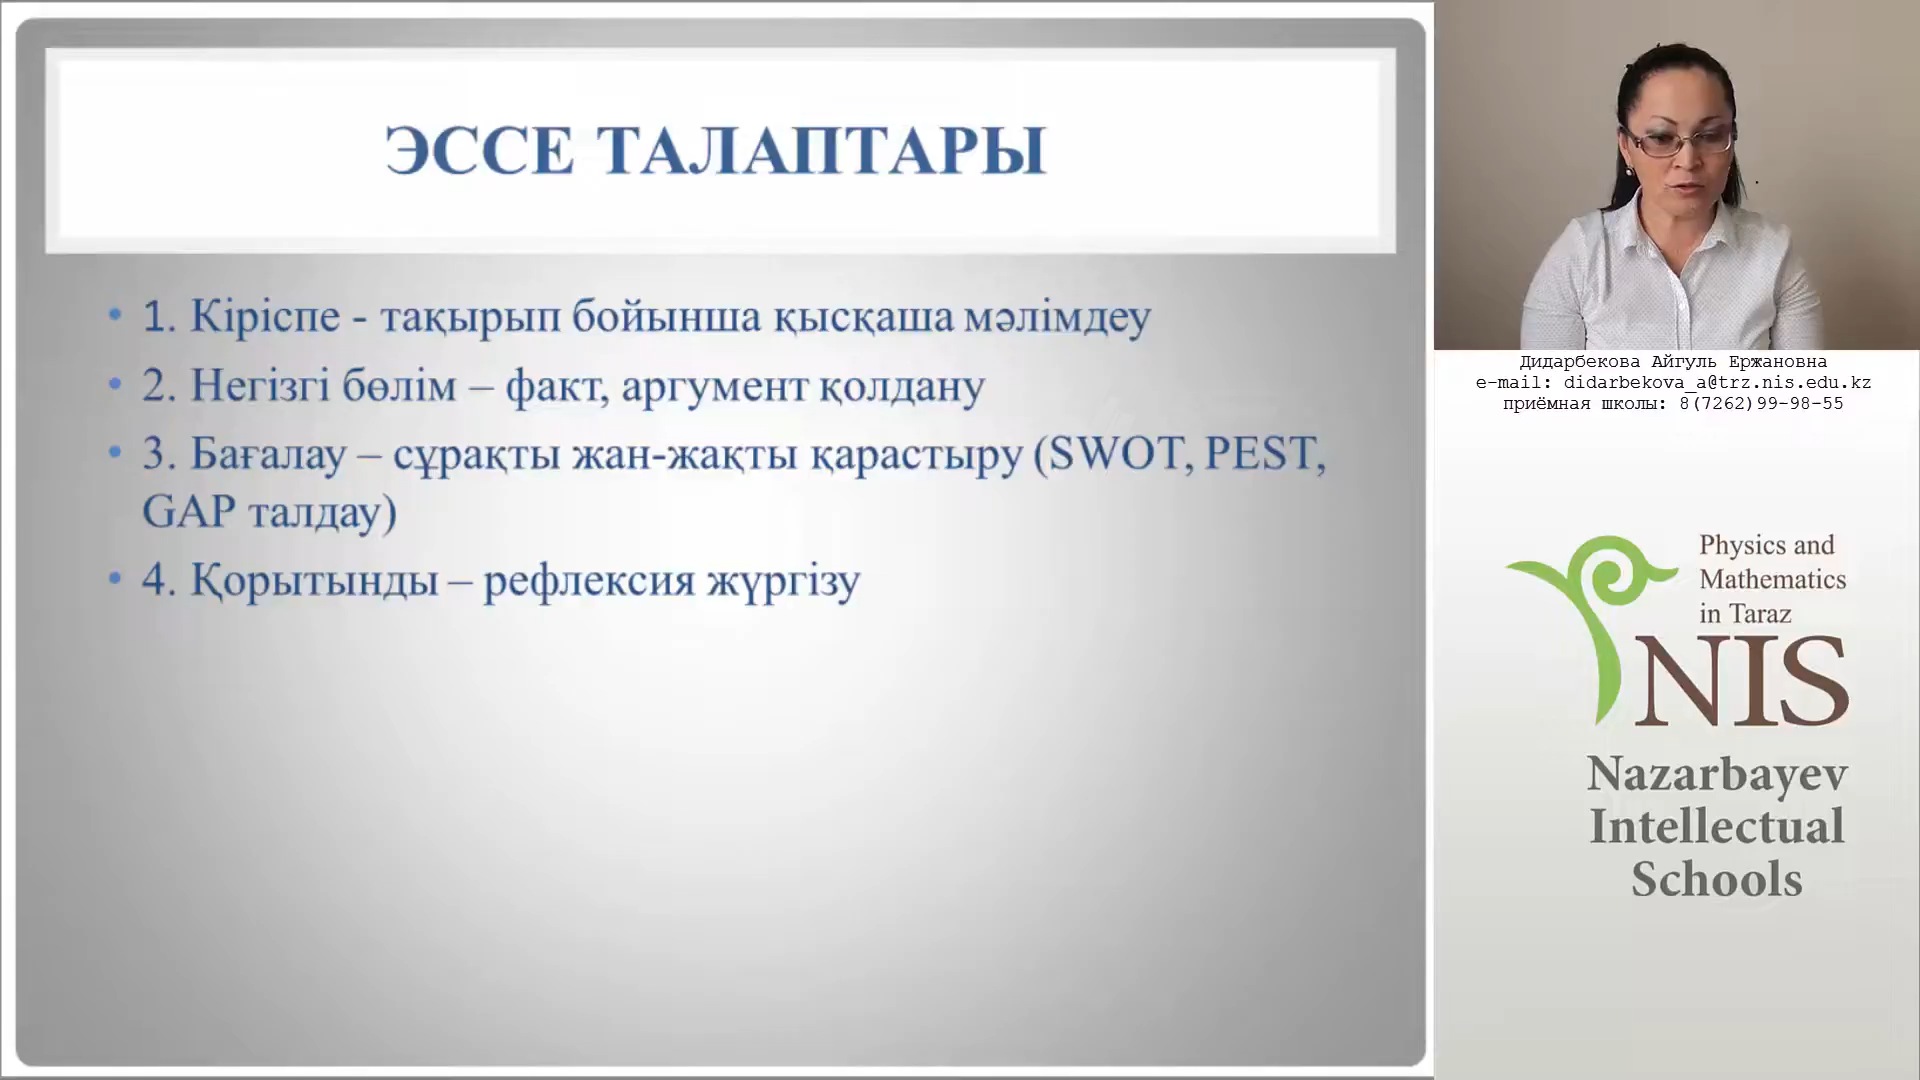 ЭССЕ ТАЛАПТАРЫ
• 1. Кіріспе - тақырып бойынша қысқаша мәлімдеу
• 2. Негізгі бөлім – факт, аргумент қолдану
• 3. Бағалау – сұрақты жан-жақты қарастыру (SWOT, PEST,
GAP талдау)
• 4. Қорытынды – рефлексия жүргізу
Дидарбекова Айгуль Ержановна
e-mail: didarbekova_a@trz.nis.edu.kz
приёмная школы: 8(7262)99-98-55
Physics and
Mathematics
in Taraz
NIS
Nazarbayev
Intellectual
Schools